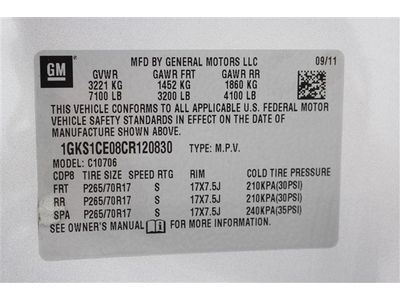 GM
MFD BY GENERAL MOTORS LLC 09/11
GVWR GAWR FRT GAWR RR
3221 KG 1452 KG 1860 KG
7100 LB 3200 LB 4100 LB
THIS VEHICLE CONFORMS TO ALL APPLICABLE U.S. FEDERAL MOTOR
VEHICLE SAFETY STANDARDS IN EFFECT ON THE DATE OF
MANUFACTURE SHOWN ABOVE.
1GKS1CE08CR120830 TYPE: M.P.V.
MODEL: C10706
CDP8 TIRE SIZE SPEED RTG RIM COLD TIRE PRESSURE
FRT P265/70R17 S 17X7.5J 210KPA(30PSI)
RR P265/70R17 S 17X7.5J 210KPA(30PSI)
SPA P265/70R17 S 17X7.5J 240KPA(35PSI)
SEE OWNER'S MANUAL FOR MORE INFORMATION.